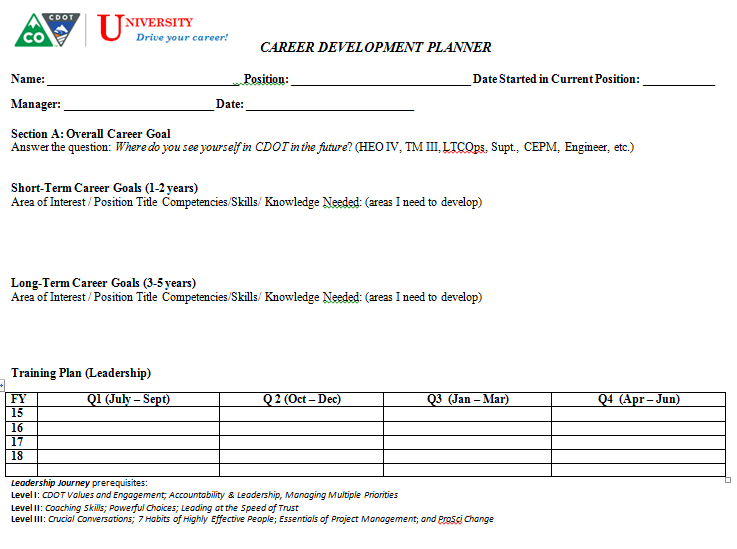 CDOT
CO
UNIVERSITY
Drive your career!
CAREER DEVELOPMENT PLANNER
Name: ______________________________ Position: ____________________________ Date Started in Current Position: ___________
Manager: _______________________ Date: __________________________
Section A: Overall Career Goal
Answer the question: Where do you see yourself in CDOT in the future? (HEO IV, TM III, LTCOps, Supt., CEPM, Engineer, etc.)
Short-Term Career Goals (1-2 years)
Area of Interest / Position Title Competencies/Skills/ Knowledge Needed: (areas I need to develop)
Long-Term Career Goals (3-5 years)
Area of Interest / Position Title Competencies/Skills/ Knowledge Needed: (areas I need to develop)
Training Plan (Leadership)
FY Q1 (July – Sept) Q 2 (Oct – Dec) Q3 (Jan – Mar) Q4 (Apr – Jun)
15
16
17
18
Leadership Journey prerequisites:
Level I: CDOT Values and Engagement; Accountability & Leadership, Managing Multiple Priorities
Level II: Coaching Skills; Powerful Choices; Leading at the Speed of Trust
Level III: Crucial Conversations; 7 Habits of Highly Effective People; Essentials of Project Management; and ProSci Change